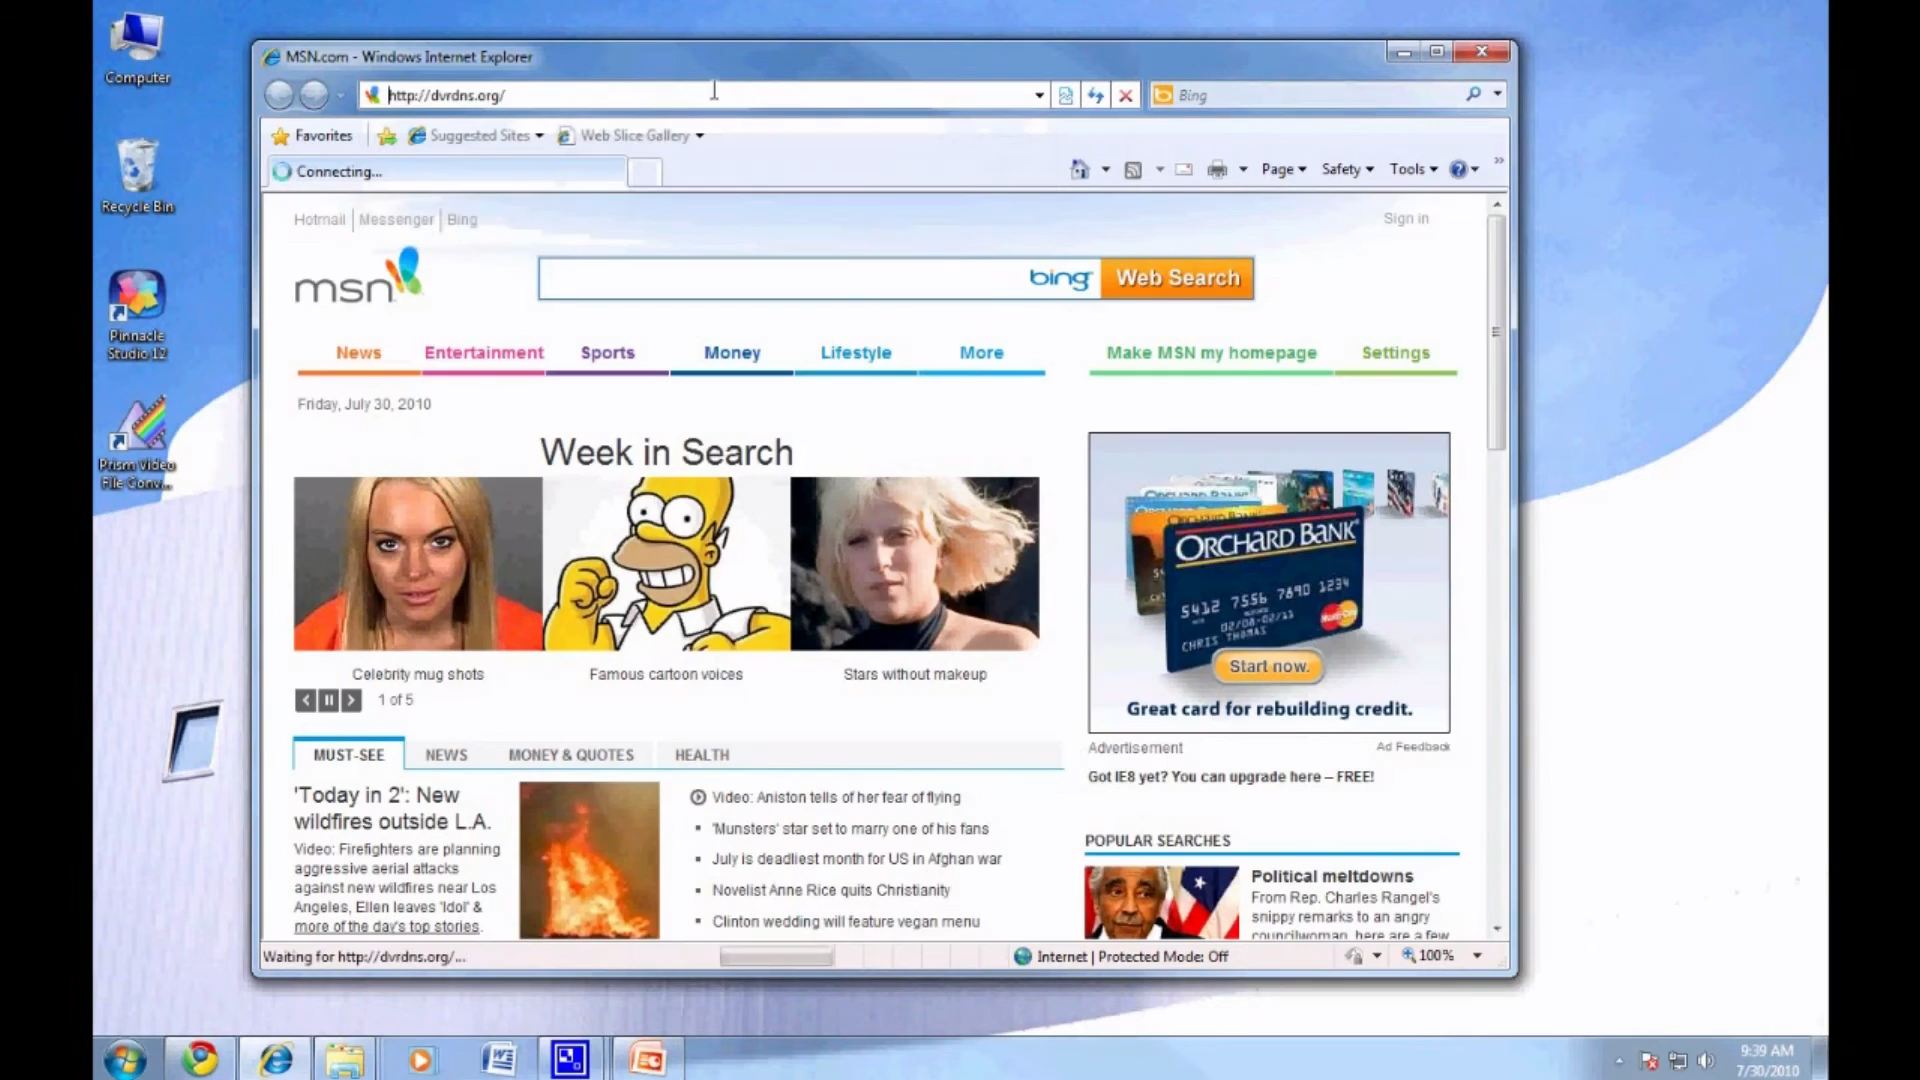 Computer
Recycle Bin
Pinnacle
Studio 12
Prism Video
File Conv...
MSN.com - Windows Internet Explorer
http://dvrdns.org/
Bing
Favorites
Suggested Sites
Web Slice Gallery
Connecting...
Page
Safety
Tools
Hotmail
Messenger
Bing
Sign in
msn
bing
Web Search
News
Entertainment
Sports
Money
Lifestyle
More
Make MSN my homepage
Settings
Friday, July 30, 2010
Week in Search
Celebrity mug shots
Famous cartoon voices
Stars without makeup
1 of 5
ORCHARD BANK
ORCHARD BANK
5412 7556 7890 1234
02/08-02/11
CHRIS THOMAS
MasterCard
Start now.
Great card for rebuilding credit.
Advertisement
Ad Feedback
Got IE8 yet? You can upgrade here – FREE!
MUST-SEE
NEWS
MONEY & QUOTES
HEALTH
'Today in 2': New
wildfires outside L.A.
Video: Firefighters are planning
aggressive aerial attacks
against new wildfires near Los
Angeles, Ellen leaves 'Idol' &
more of the day's top stories.
Video: Aniston tells of her fear of flying
'Munsters' star set to marry one of his fans
July is deadliest month for US in Afghan war
Novelist Anne Rice quits Christianity
Clinton wedding will feature vegan menu
POPULAR SEARCHES
Political meltdowns
From Rep. Charles Rangel's
snippy remarks to an angry
councilwoman, here are a few
Waiting for http://dvrdns.org/...
Internet | Protected Mode: Off
100%
9:39 AM
7/30/2010